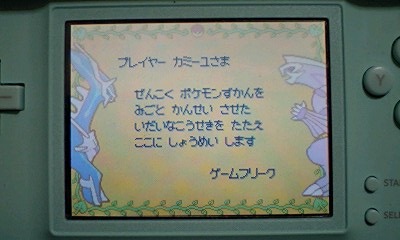 プレイヤー カミーユさま
ぜんこく ポケモンずかんを
みごと かんせい させた
いだいなこうせきを たたえ
ここに しょうめい します
ゲームフリーク
Y
STA
SELE